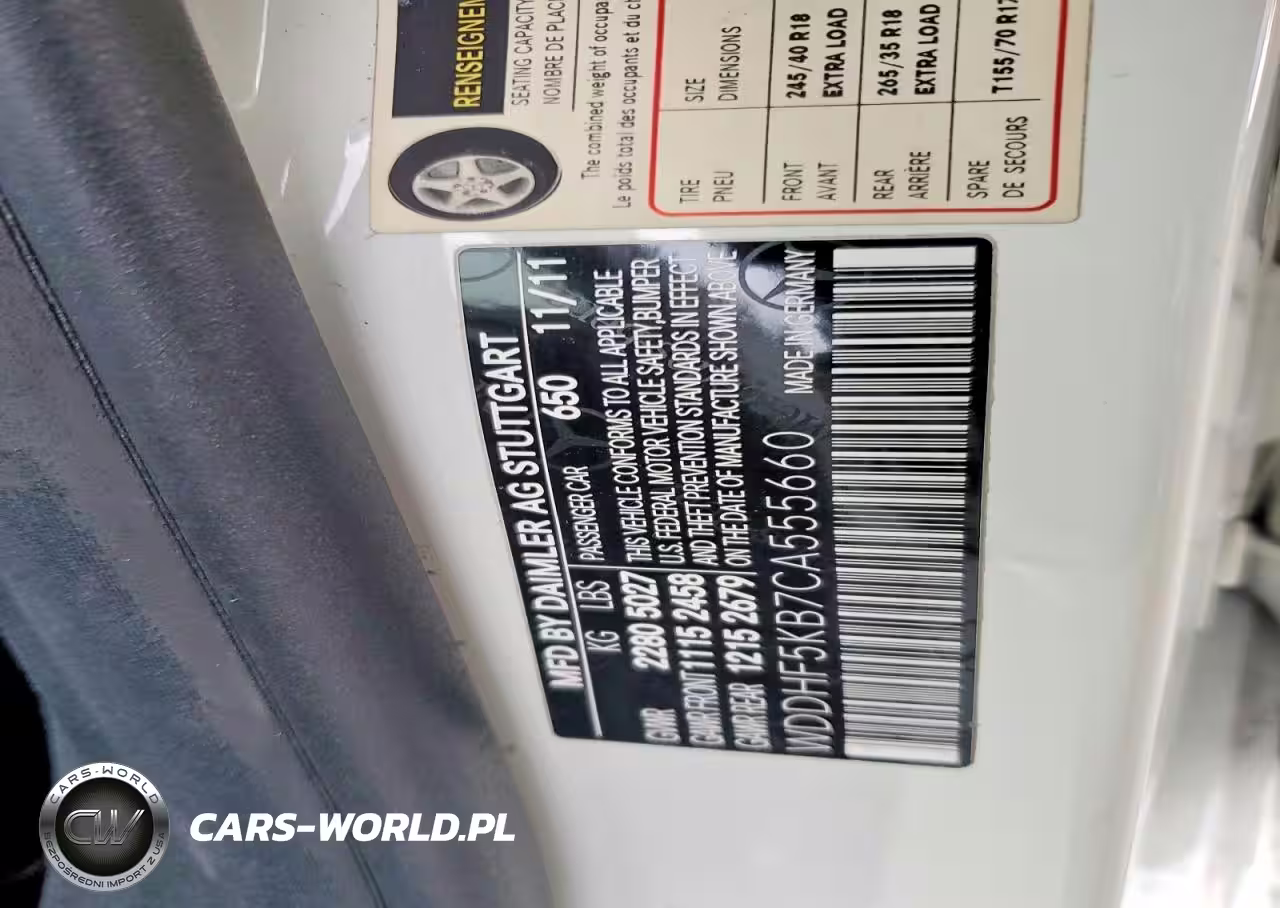 MFD BY DAIMLER AG STUTTGART
KG LBS PASSENGER CAR 650 11/11
GVWR 2280 5027 THIS VEHICLE CONFORMS TO ALL APPLICABLE
U.S. FEDERAL MOTOR VEHICLE SAFETY, BUMPER
GAWR FRONT 1115 2458 AND THEFT PREVENTION STANDARDS IN EFFECT
GAWR REAR 1215 2679 ON THE DATE OF MANUFACTURE SHOWN ABOVE
WDDHF5KB7CA555660 MADE IN GERMANY
SEATING CAPACITY
NOMBRE DE
The combined weight of
Le poids total des occupants et du
TIRE SIZE
PNEU DIMENSIONS
FRONT 245/40 R18
AVANT EXTRA LOAD
REAR 265/35 R18
ARRIÈRE EXTRA LOAD
SPARE T155/70 R17
DE SECOURS
CARS-WORLD
CW
BEZPOŚREDNI IMPORT Z USA
CARS-WORLD.PL